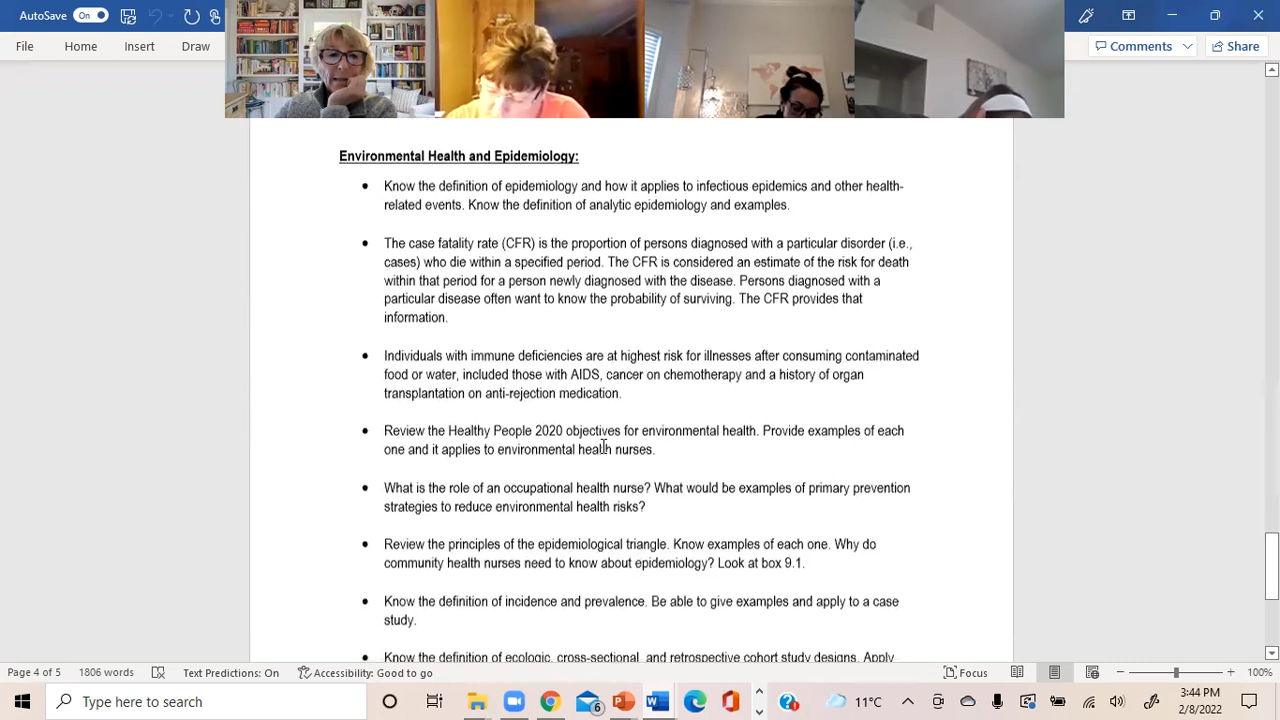 AutoSave
File
Home
Insert
Draw
Comments
Share
Environmental Health and Epidemiology:
• Know the definition of epidemiology and how it applies to infectious epidemics and other health-
related events. Know the definition of analytic epidemiology and examples.
• The case fatality rate (CFR) is the proportion of persons diagnosed with a particular disorder (i.e.,
cases) who die within a specified period. The CFR is considered an estimate of the risk for death
within that period for a person newly diagnosed with the disease. Persons diagnosed with a
particular disease often want to know the probability of surviving. The CFR provides that
information.
• Individuals with immune deficiencies are at highest risk for illnesses after consuming contaminated
food or water, included those with AIDS, cancer on chemotherapy and a history of organ
transplantation on anti-rejection medication.
• Review the Healthy People 2020 objectives for environmental health. Provide examples of each
one and it applies to environmental health nurses.
• What is the role of an occupational health nurse? What would be examples of primary prevention
strategies to reduce environmental health risks?
• Review the principles of the epidemiological triangle. Know examples of each one. Why do
community health nurses need to know about epidemiology? Look at box 9.1.
• Know the definition of incidence and prevalence. Be able to give examples and apply to a case
study.
• Know the definition of ecologic, cross-sectional, and retrospective cohort study designs. Apply
Page 4 of 5
1806 words
Text Predictions: On
Accessibility: Good to go
Focus
100%
Type here to search
6
11°C
3:44 PM
2/8/2022